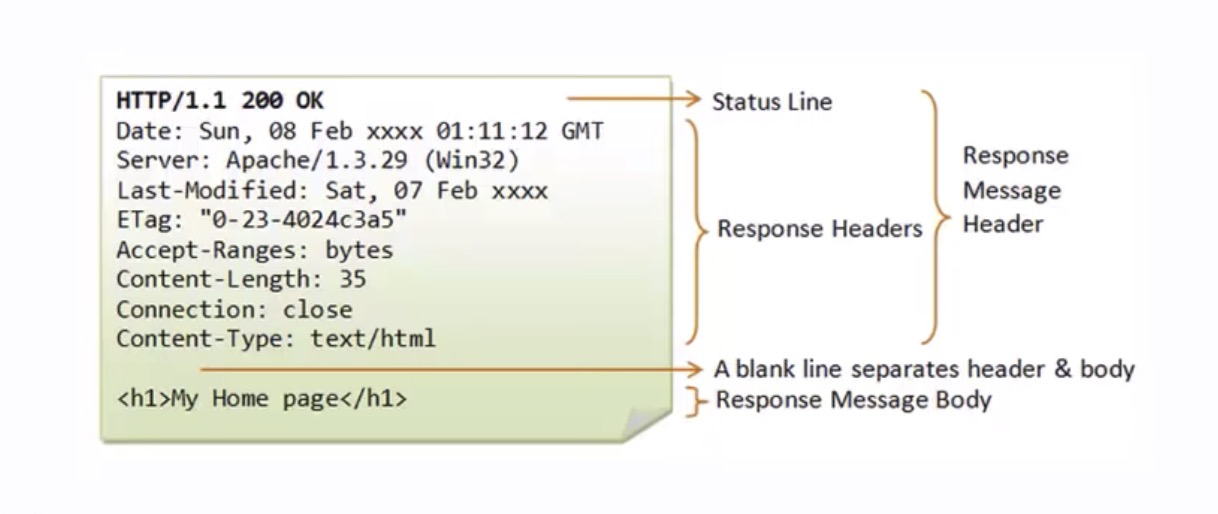 HTTP/1.1 200 OK
Date: Sun, 08 Feb xxxx 01:11:12 GMT
Server: Apache/1.3.29 (Win32)
Last-Modified: Sat, 07 Feb xxxx
ETag: "0-23-4024c3a5"
Accept-Ranges: bytes
Content-Length: 35
Connection: close
Content-Type: text/html
<h1>My Home page</h1>
Status Line
Response Headers
Response
Message
Header
A blank line separates header & body
Response Message Body